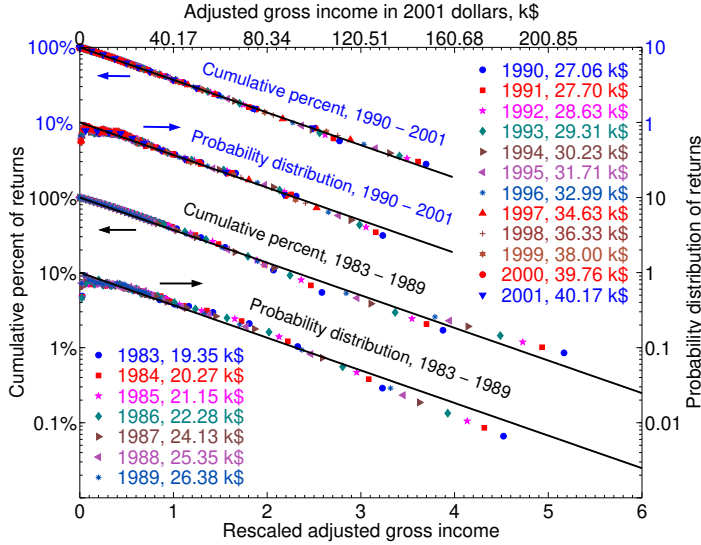 Adjusted gross income in 2001 dollars, k$
0 40.17 80.34 120.51 160.68 200.85
100% 10
10% 1
100% 10
10% 1
1% 0.1
0.1% 0.01
Cumulative percent of returns
Probability distribution of returns
Cumulative percent, 1990 – 2001
Probability distribution, 1990 – 2001
Cumulative percent, 1983 – 1989
Probability distribution, 1983 – 1989
1990, 27.06 k$
1991, 27.70 k$
1992, 28.63 k$
1993, 29.31 k$
1994, 30.23 k$
1995, 31.71 k$
1996, 32.99 k$
1997, 34.63 k$
1998, 36.33 k$
1999, 38.00 k$
2000, 39.76 k$
2001, 40.17 k$
1983, 19.35 k$
1984, 20.27 k$
1985, 21.15 k$
1986, 22.28 k$
1987, 24.13 k$
1988, 25.35 k$
1989, 26.38 k$
0 1 2 3 4 5 6
Rescaled adjusted gross income